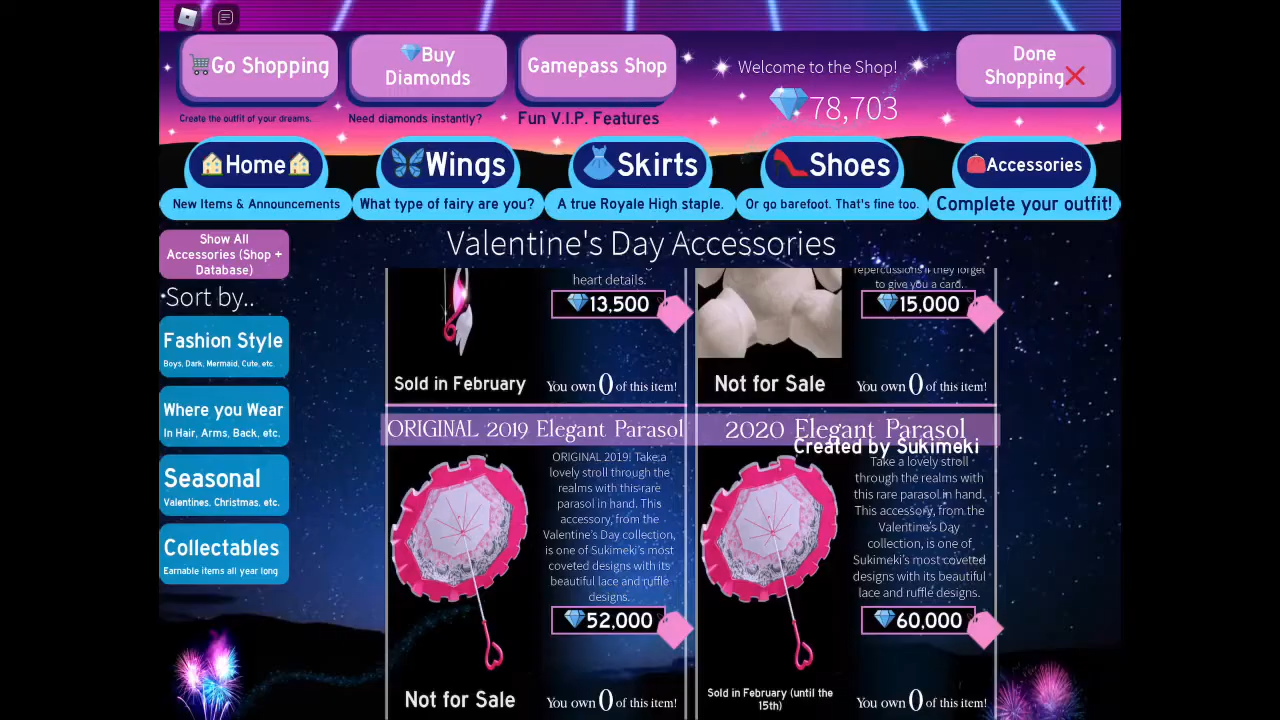 Go Shopping
Create the outfit of your dreams.
Buy
Diamonds
Need diamonds instantly?
Gamepass Shop
Fun V.I.P. Features
Welcome to the Shop!
78,703
Done
Shopping
Home
New Items & Announcements
Wings
What type of fairy are you?
Skirts
A true Royale High staple.
Shoes
Or go barefoot. That's fine too.
Accessories
Complete your outfit!
Show All
Accessories (Shop +
Database)
Sort by..
Fashion Style
Boys, Dark, Mermaid, Cute, etc.
Where you Wear
In Hair, Arms, Back, etc.
Seasonal
Valentines, Christmas, etc.
Collectables
Earnable items all year long
Valentine's Day Accessories
heart details.
13,500
Sold in February
You own 0 of this item!
repercussions if they forget
to give you a card.
15,000
Not for Sale
You own 0 of this item!
ORIGINAL 2019 Elegant Parasol
ORIGINAL 2019! Take a
lovely stroll through the
realms with this rare
parasol in hand. This
accessory, from the
Valentine's Day collection,
is one of Sukimeki's most
coveted designs with its
beautiful lace and ruffle
designs.
52,000
Not for Sale
You own 0 of this item!
2020 Elegant Parasol
Created by Sukimeki
Take a lovely stroll
through the realms with
this rare parasol in hand.
This accessory, from the
Valentine's Day
collection, is one of
Sukimeki's most coveted
designs with its beautiful
lace and ruffle designs.
60,000
Sold in February (until the
15th)
You own 0 of this item!